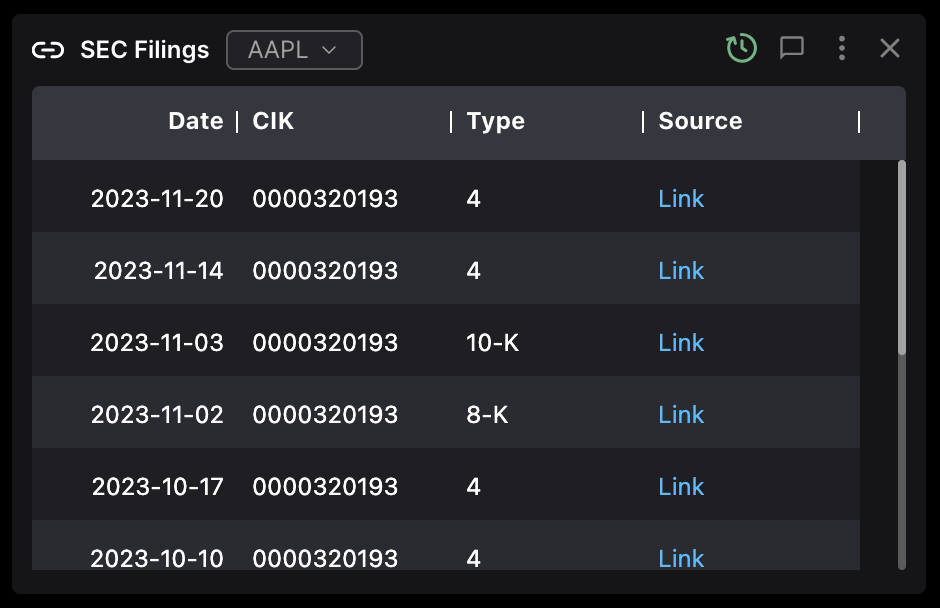 SEC Filings AAPL
Date CIK Type Source
2023-11-20 0000320193 4 Link
2023-11-14 0000320193 4 Link
2023-11-03 0000320193 10-K Link
2023-11-02 0000320193 8-K Link
2023-10-17 0000320193 4 Link
2023-10-10 0000320193 4 Link